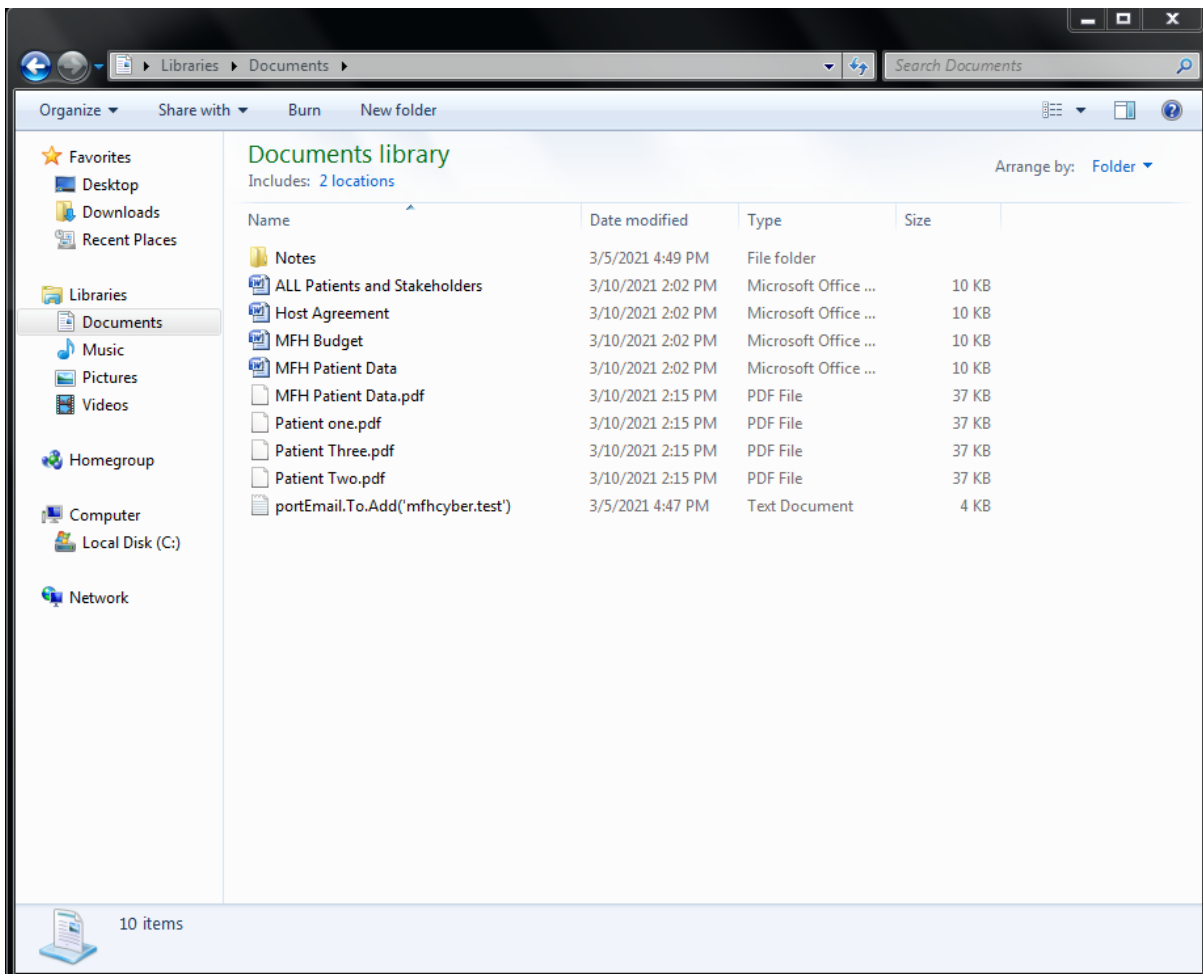 Libraries Documents
Search Documents
Organize Share with Burn New folder
Favorites
Desktop
Downloads
Recent Places
Libraries
Documents
Music
Pictures
Videos
Homegroup
Computer
Local Disk (C:)
Network
Documents library
Includes: 2 locations
Arrange by: Folder
Name Date modified Type Size
Notes 3/5/2021 4:49 PM File folder
ALL Patients and Stakeholders 3/10/2021 2:02 PM Microsoft Office ... 10 KB
Host Agreement 3/10/2021 2:02 PM Microsoft Office ... 10 KB
MFH Budget 3/10/2021 2:02 PM Microsoft Office ... 10 KB
MFH Patient Data 3/10/2021 2:02 PM Microsoft Office ... 10 KB
MFH Patient Data.pdf 3/10/2021 2:15 PM PDF File 37 KB
Patient one.pdf 3/10/2021 2:15 PM PDF File 37 KB
Patient Three.pdf 3/10/2021 2:15 PM PDF File 37 KB
Patient Two.pdf 3/10/2021 2:15 PM PDF File 37 KB
portEmail.To.Add('mfhcyber.test') 3/5/2021 4:47 PM Text Document 4 KB
10 items